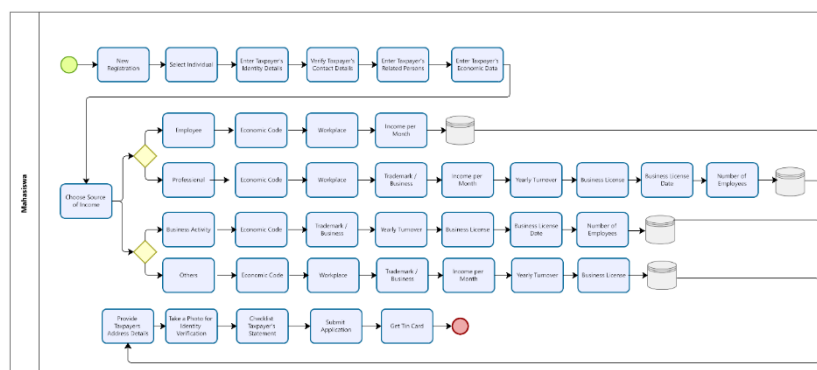 Mahasiswa
New
Registration
Select Individual
Enter Taxpayer's
Identity Details
Verify Taxpayer's
Contact Details
Enter Taxpayer's
Related Persons
Enter Taxpayer's
Economic Data
Choose Source
of Income
Employee
Economic Code
Workplace
Income per
Month
Professional
Economic Code
Workplace
Trademark /
Business
Income per
Month
Yearly Turnover
Business License
Business License
Date
Number of
Employees
Business Activity
Economic Code
Trademark /
Business
Yearly Turnover
Business License
Business License
Date
Number of
Employees
Others
Economic Code
Workplace
Trademark /
Business
Income per
Month
Yearly Turnover
Business License
Provide
Taxpayers
Address Details
Take a Photo for
Identity
Verification
Checklist
Taxpayer's
Statement
Submit
Application
Get Tin Card